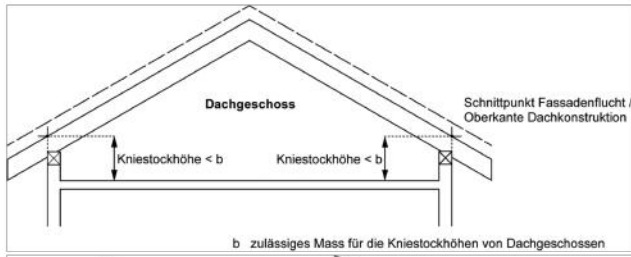 Dachgeschoss
Schnittpunkt Fassadenflucht /
Oberkante Dachkonstruktion
Kniestockhöhe < b
Kniestockhöhe < b
b zulässiges Mass für die Kniestockhöhen von Dachgeschossen